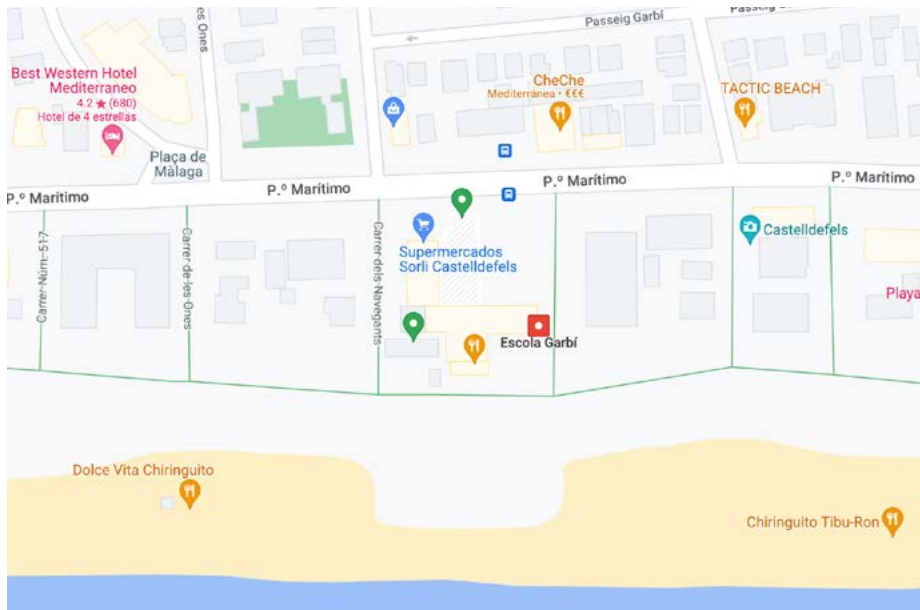 Passeig Garbí
es Ones
Best Western Hotel
Mediterraneo
4.2 ★ (680)
Hotel de 4 estrellas
CheChe
Mediterránea · €€€
TACTIC BEACH
Plaça de
Màlaga
P.º Marítimo
P.º Marítimo
P.º Marítimo
P.º Marítimo
Carrer Núm. 517
Carrer de les Ones
Carrer dels Navegants
Supermercados
Sorli Castelldefels
Castelldefels
Playa
Escola Garbí
Dolce Vita Chiringuito
Chiringuito Tibu-Ron